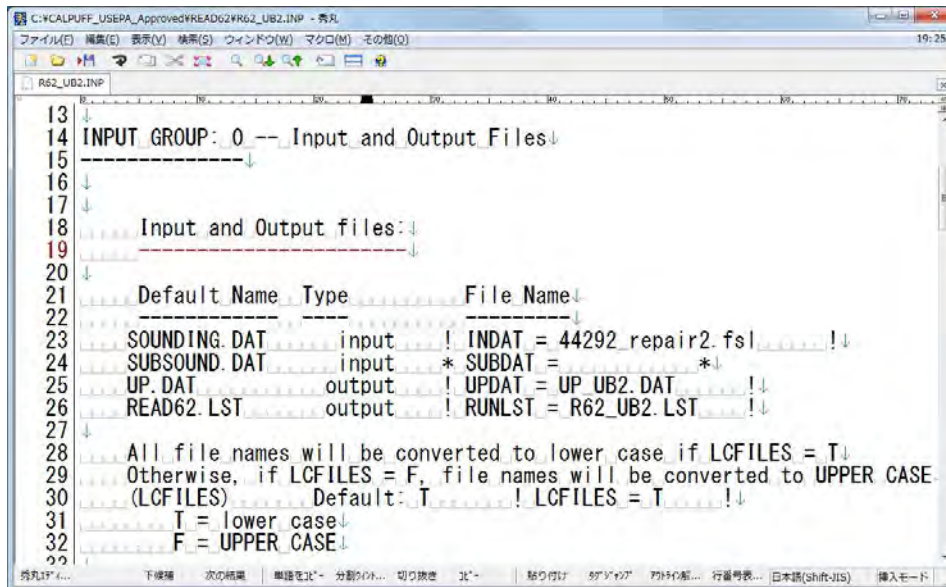 C:¥CALPUFF_USEPA_Approved¥READ62¥R62_UB2.INP - 秀丸
ファイル(F) 編集(E) 表示(V) 検索(S) ウィンドウ(W) マクロ(M) その他(O) 19:25
R62_UB2.INP
13 ↓
14 INPUT GROUP: 0 -- Input and Output Files↓
15 --------------↓
16 ↓
17 ↓
18 Input and Output files:↓
19 -----------------------↓
20 ↓
21 Default Name Type File Name↓
22 ------------ ---- ---------↓
23 SOUNDING.DAT input ! INDAT = 44292_repair2.fsl !↓
24 SUBSOUND.DAT input * SUBDAT = *↓
25 UP.DAT output ! UPDAT = UP_UB2.DAT !↓
26 READ62.LST output ! RUNLST = R62_UB2.LST !↓
27 ↓
28 All file names will be converted to lower case if LCFILES = T↓
29 Otherwise, if LCFILES = F, file names will be converted to UPPER CASE
30 (LCFILES) Default: T ! LCFILES = T !↓
31 T = lower case↓
32 F = UPPER CASE↓
下候補 次の結果 単語をコピー 切り抜き コピー 貼り付け 行番号表... 日本語(Shift-JIS) 挿入モード